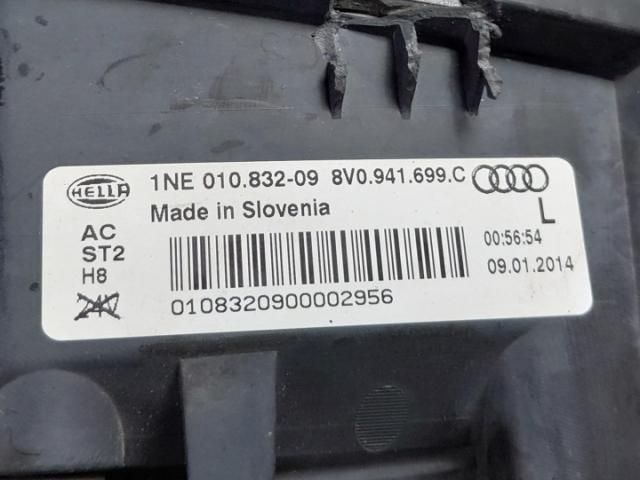 HELLA 1NE 010.832-09 8V0.941.699.C
Made in Slovenia L
AC
ST2 00:56:54
H8 09.01.2014
0108320900002956